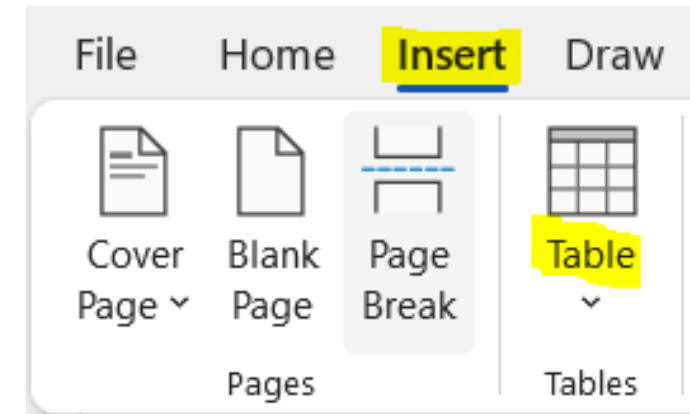 File Home Insert Draw
Cover Blank Page Table
Page Page Break
Pages Tables